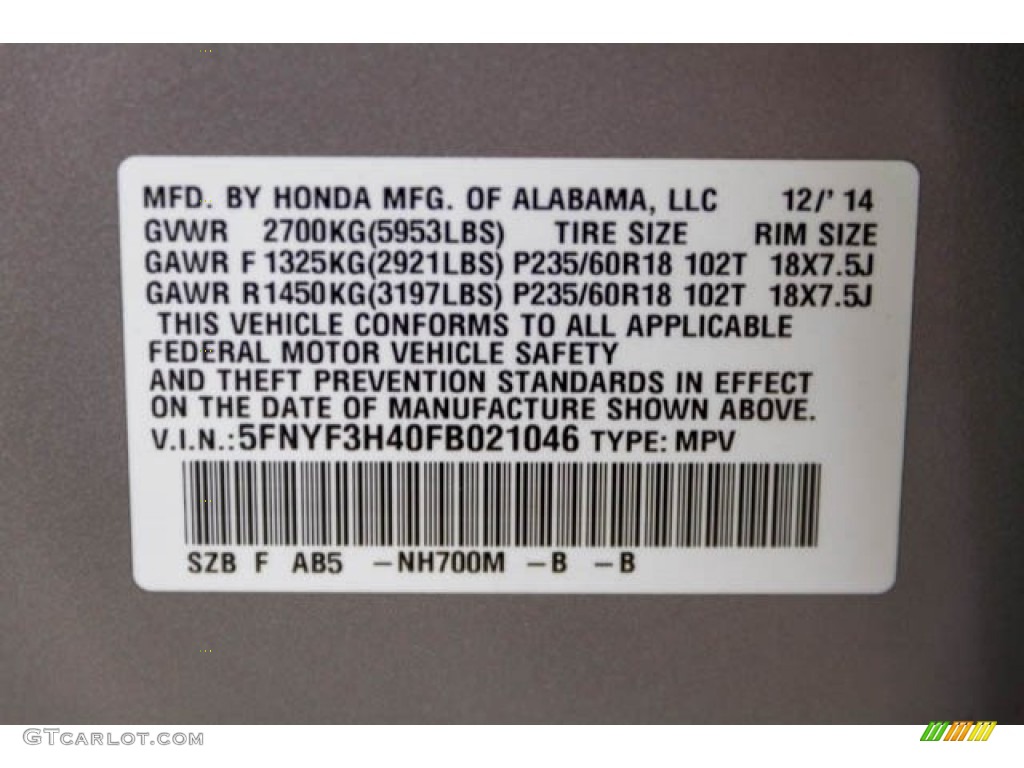 MFD. BY HONDA MFG. OF ALABAMA, LLC 12/' 14
GVWR 2700KG(5953LBS) TIRE SIZE RIM SIZE
GAWR F 1325KG(2921LBS) P235/60R18 102T 18X7.5J
GAWR R1450KG(3197LBS) P235/60R18 102T 18X7.5J
THIS VEHICLE CONFORMS TO ALL APPLICABLE
FEDERAL MOTOR VEHICLE SAFETY
AND THEFT PREVENTION STANDARDS IN EFFECT
ON THE DATE OF MANUFACTURE SHOWN ABOVE.
V.I.N.:5FNYF3H40FB021046 TYPE: MPV
SZB F AB5 –NH700M –B –B
GTCARLOT.COM